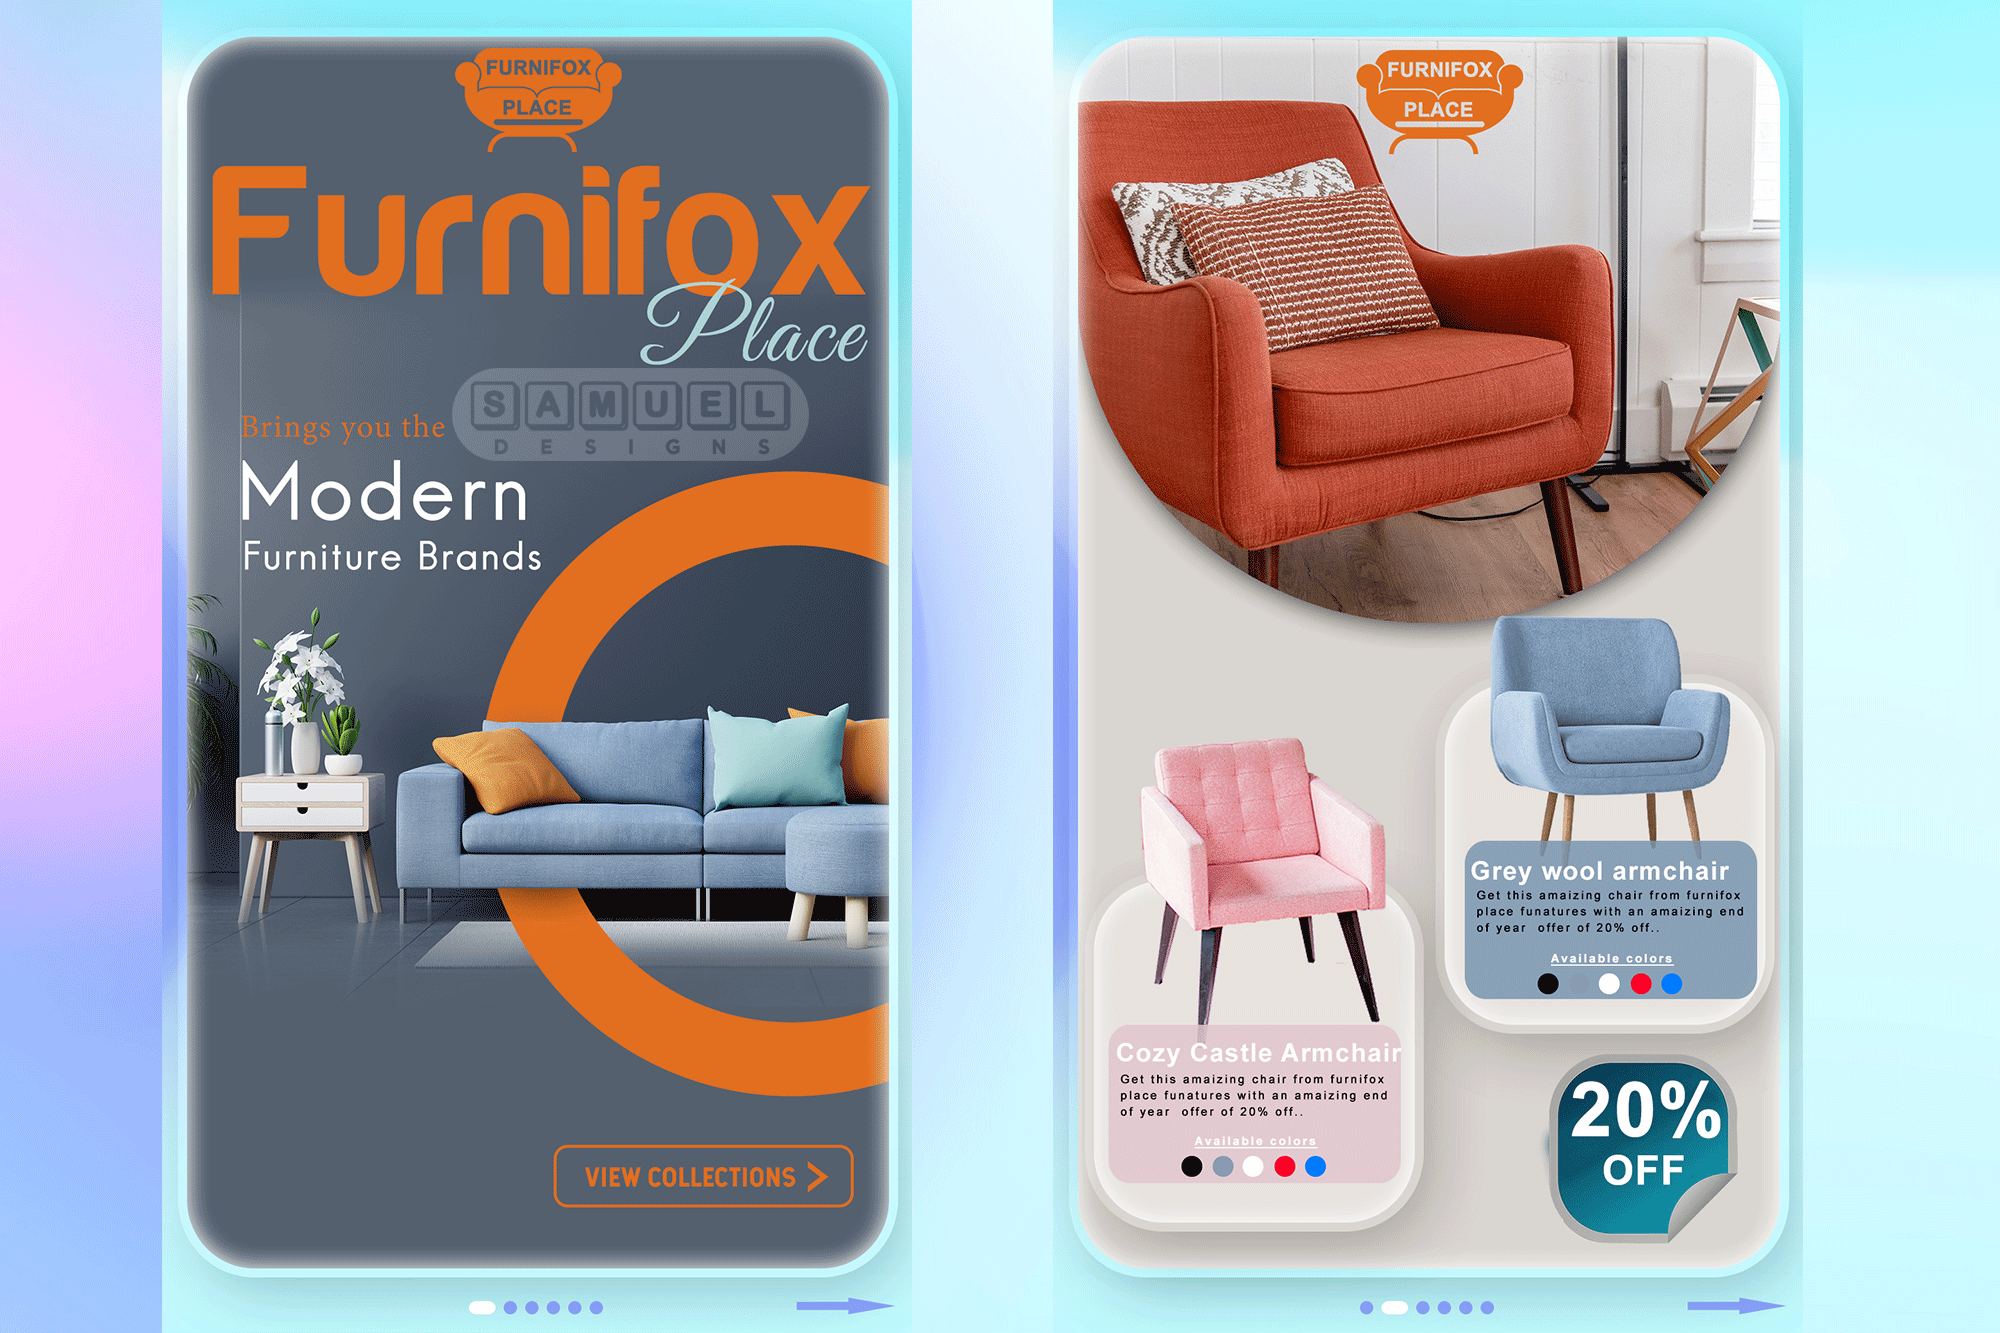 FURNIFOX
PLACE
Furnifox
Place
SAMUEL
DESIGNS
Brings you the
Modern
Furniture Brands
VIEW COLLECTIONS >
FURNIFOX
PLACE
Grey wool armchair
Get this amaizing chair from furnifox
place funatures with an amaizing end
of year offer of 20% off..
Available colors
Cozy Castle Armchair
Get this amaizing chair from furnifox
place funatures with an amaizing end
of year offer of 20% off..
Available colors
20%
OFF